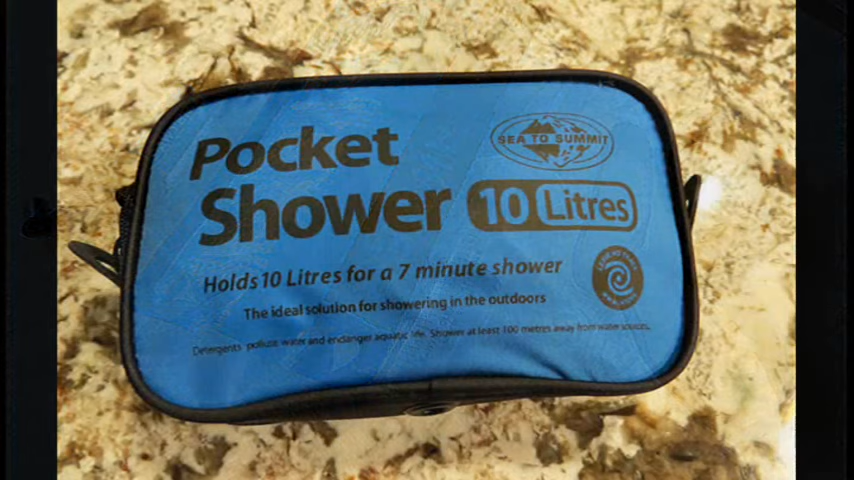 Pocket
Shower
SEA TO SUMMIT
10 Litres
Holds 10 Litres for a 7 minute shower
The ideal solution for showering in the outdoors
Detergents pollute water and endanger aquatic life. Shower at least 100 metres away from water sources.